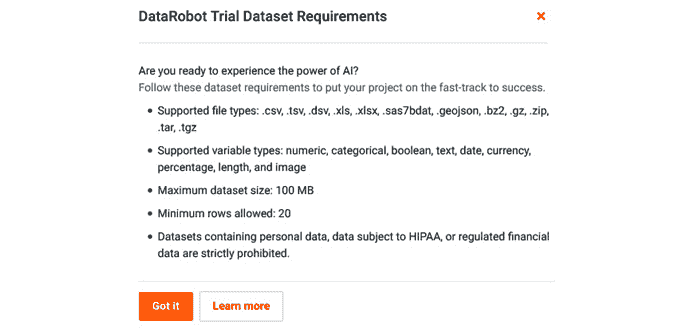 DataRobot Trial Dataset Requirements
Are you ready to experience the power of AI?
Follow these dataset requirements to put your project on the fast-track to success.
Supported file types: .csv, .tsv, .dsv, .xls, .xlsx, .sas7bdat, .geojson, .bz2, .gz, .zip,
.tar, .tgz
Supported variable types: numeric, categorical, boolean, text, date, currency,
percentage, length, and image
Maximum dataset size: 100 MB
Minimum rows allowed: 20
Datasets containing personal data, data subject to HIPAA, or regulated financial
data are strictly prohibited.
Got it
Learn more